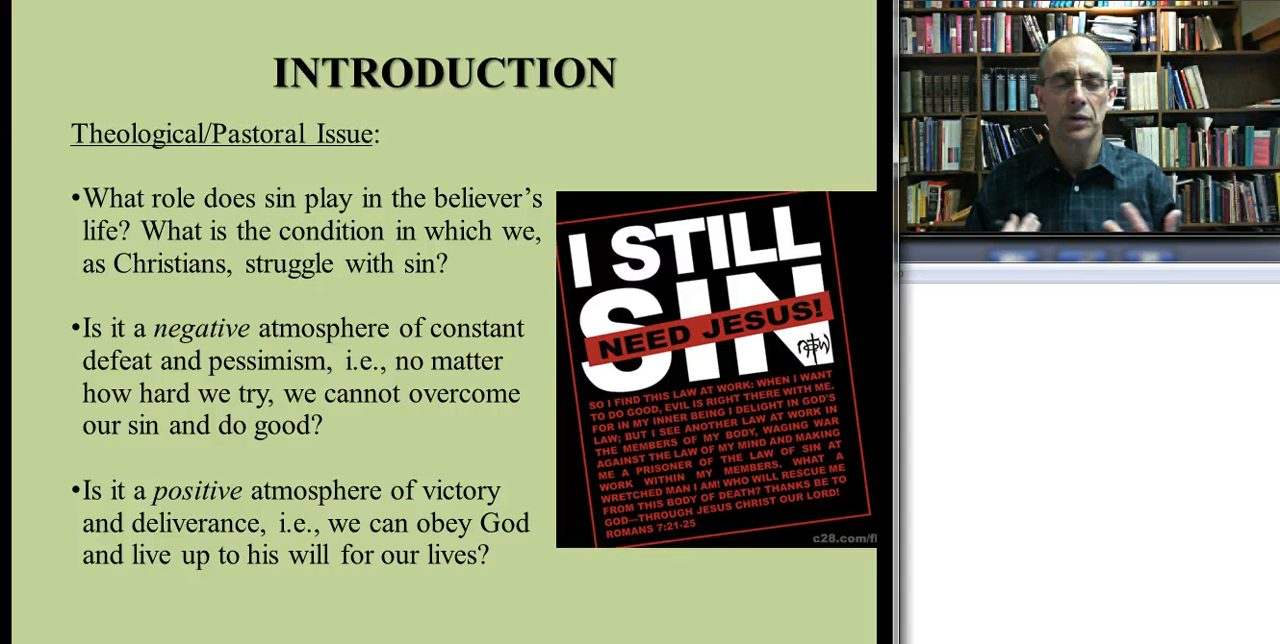 INTRODUCTION
Theological/Pastoral Issue:
•What role does sin play in the believer’s
life? What is the condition in which we,
as Christians, struggle with sin?
•Is it a negative atmosphere of constant
defeat and pessimism, i.e., no matter
how hard we try, we cannot overcome
our sin and do good?
•Is it a positive atmosphere of victory
and deliverance, i.e., we can obey God
and live up to his will for our lives?
I STILL
SIN
NEED JESUS!
SO I FIND THIS LAW AT WORK: WHEN I WANT
TO DO GOOD, EVIL IS RIGHT THERE WITH ME.
FOR IN MY INNER BEING I DELIGHT IN GOD'S
LAW; BUT I SEE ANOTHER LAW AT WORK IN
THE MEMBERS OF MY BODY, WAGING WAR
AGAINST THE LAW OF MY MIND AND MAKING
ME A PRISONER OF THE LAW OF SIN AT
WORK WITHIN MY MEMBERS. WHAT A
WRETCHED MAN I AM! WHO WILL RESCUE ME
FROM THIS BODY OF DEATH? THANKS BE TO
GOD—THROUGH JESUS CHRIST OUR LORD!
ROMANS 7:21-25
c28.com/fl